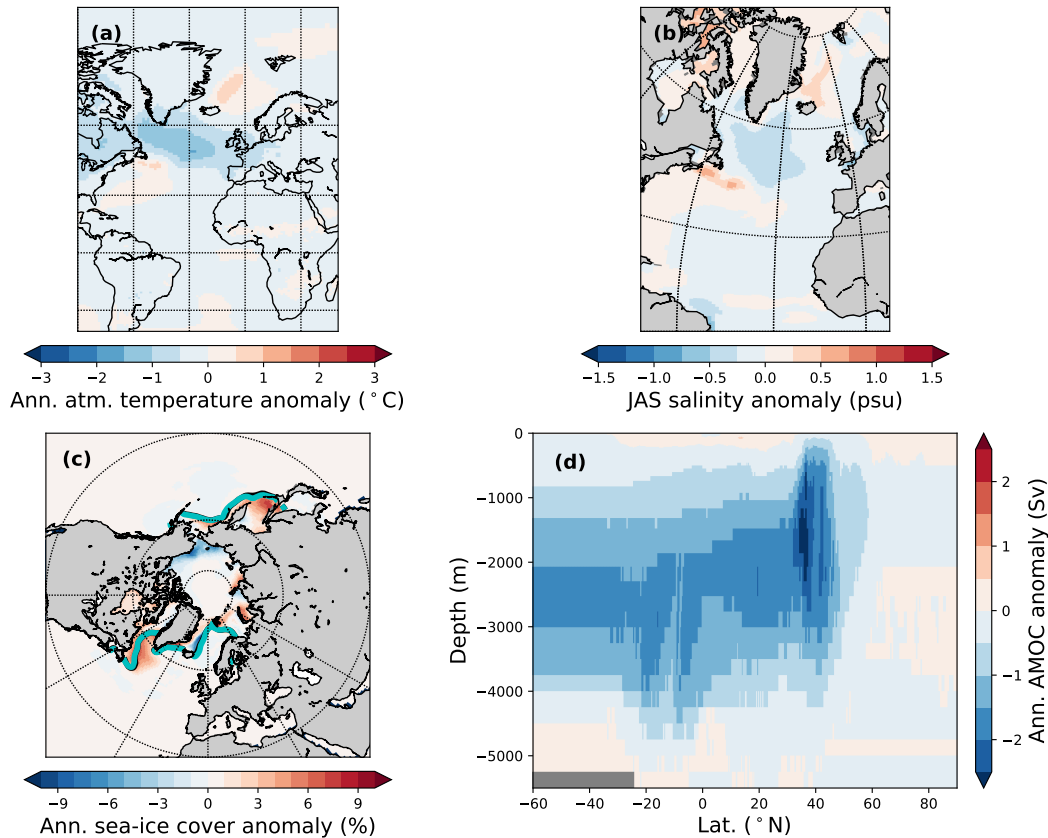 (a)
(b)
−3 −2 −1 0 1 2 3
Ann. atm. temperature anomaly (°C)
−1.5 −1.0 −0.5 0.0 0.5 1.0 1.5
JAS salinity anomaly (psu)
(c)
−9 −6 −3 0 3 6 9
Ann. sea-ice cover anomaly (%)
(d)
0
−1000
−2000
−3000
−4000
−5000
Depth (m)
−60 −40 −20 0 20 40 60 80
Lat. (°N)
2
1
0
−1
−2
Ann. AMOC anomaly (Sv)